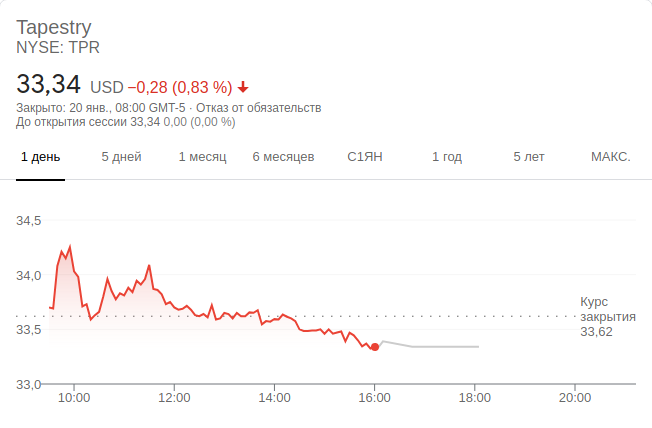 Tapestry
NYSE: TPR
33,34 USD −0,28 (0,83 %)
Закрыто: 20 янв., 08:00 GMT-5 · Отказ от обязательств
До открытия сессии 33,34 0,00 (0,00 %)
1 день 5 дней 1 месяц 6 месяцев С1ЯН 1 год 5 лет МАКС.
34,5
34,0
33,5
33,0
Курс
закрытия
33,62
10:00 12:00 14:00 16:00 18:00 20:00